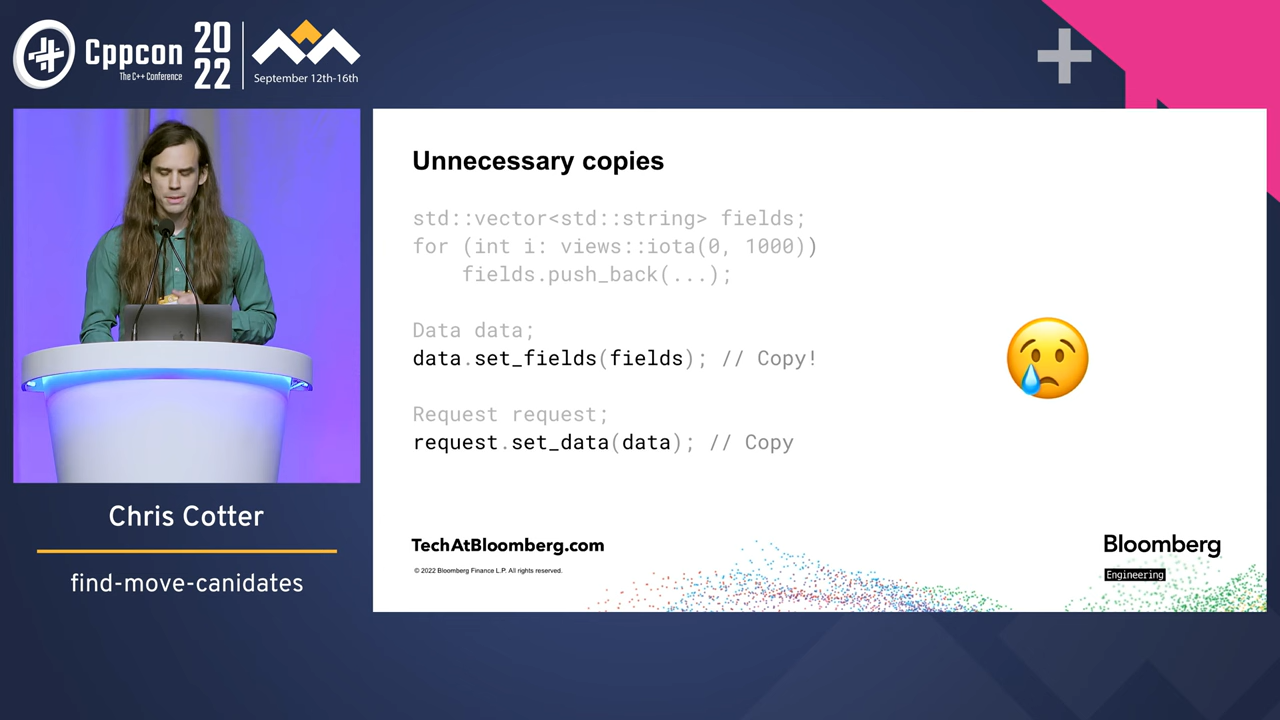 Cppcon
The C++ Conference
20
22
September 12th-16th
Unnecessary copies
std::vector<std::string> fields;
for (int i: views::iota(0, 1000))
fields.push_back(...);
Data data;
data.set_fields(fields); // Copy!
Request request;
request.set_data(data); // Copy
TechAtBloomberg.com
© 2022 Bloomberg Finance L.P. All rights reserved.
Bloomberg
Engineering
Chris Cotter
find-move-canidates